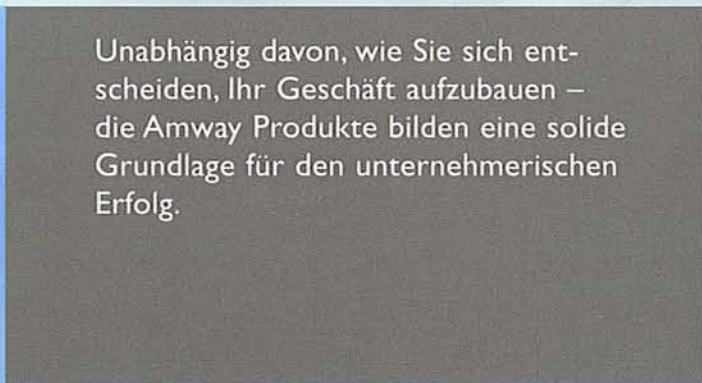 Unabhängig davon, wie Sie sich ent-
scheiden, Ihr Geschäft aufzubauen –
die Amway Produkte bilden eine solide
Grundlage für den unternehmerischen
Erfolg.